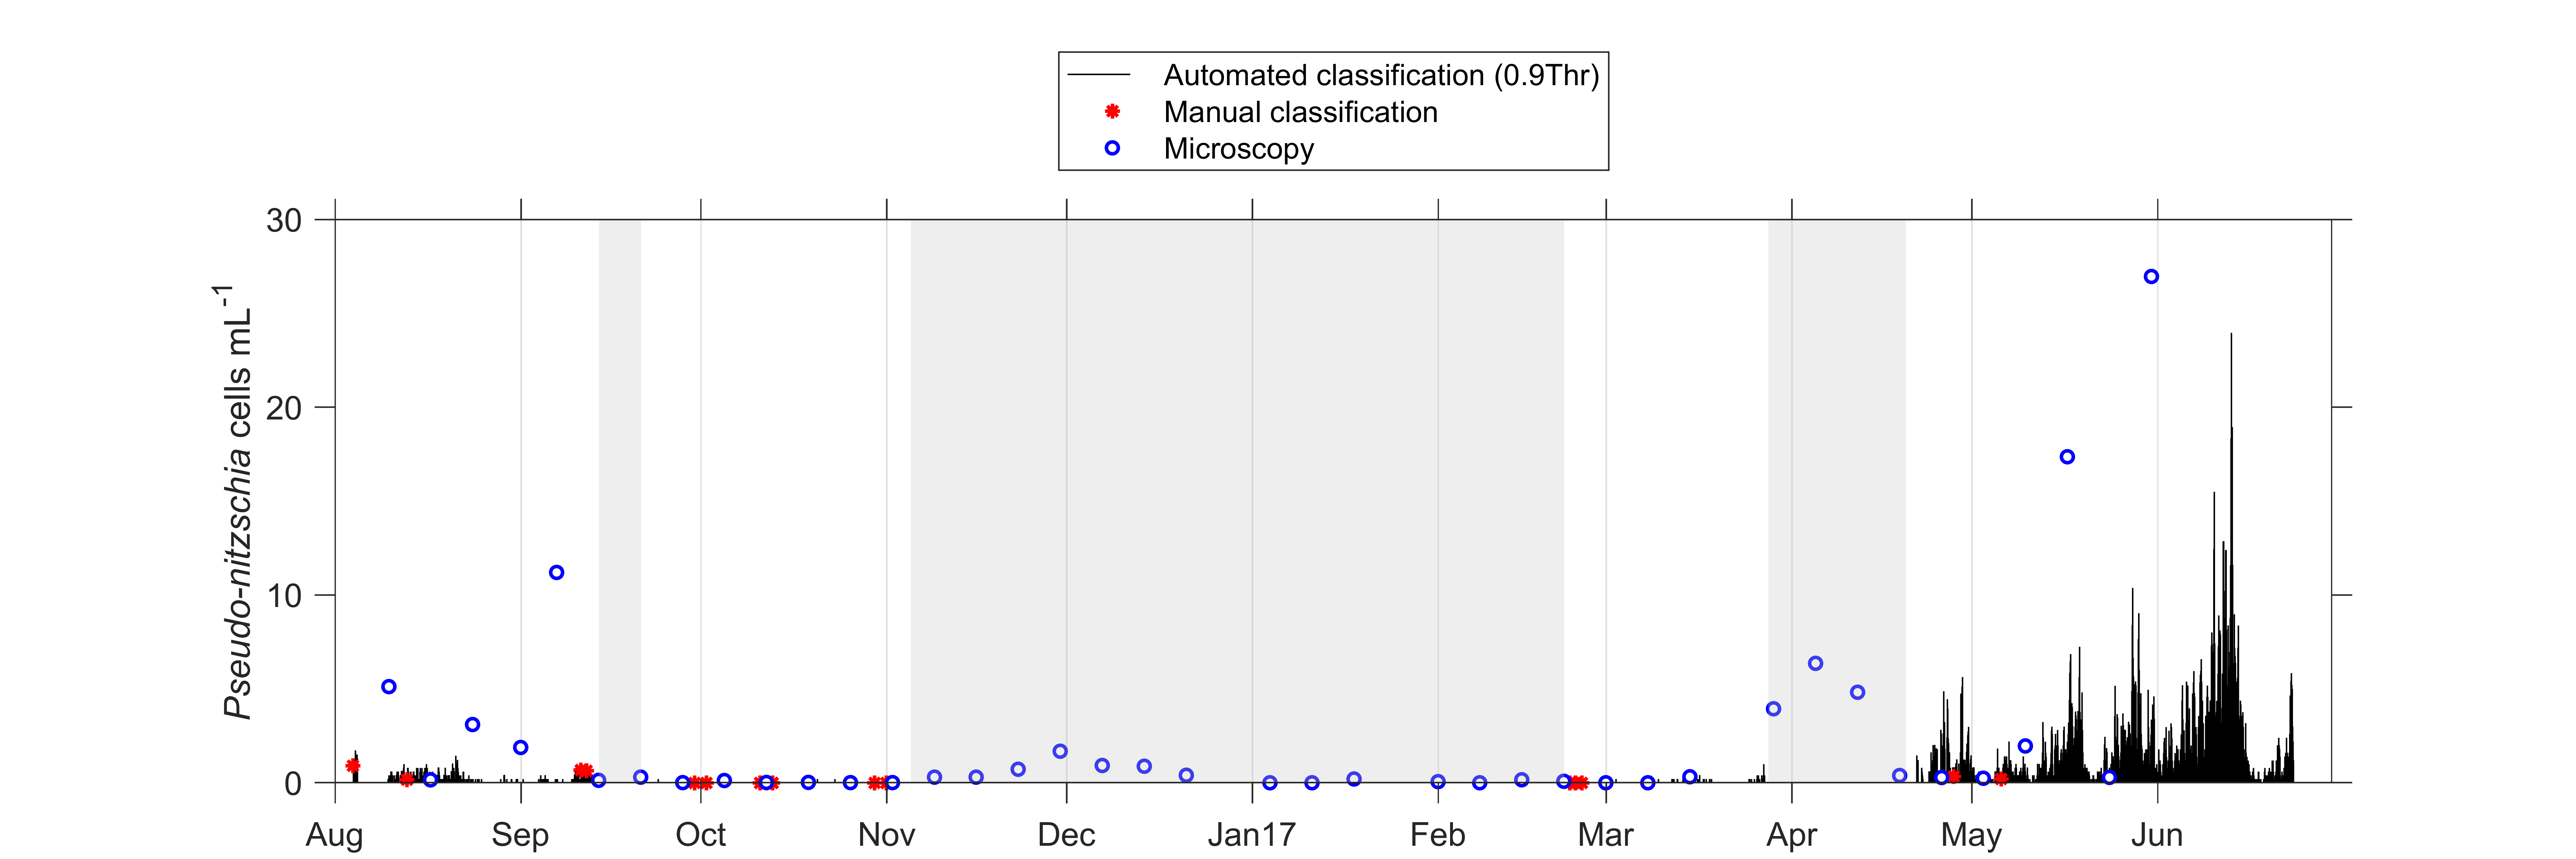 Automated classification (0.9Thr)
Manual classification
Microscopy
Pseudo-nitzschia cells mL-1
30
20
10
0
Aug Sep Oct Nov Dec Jan17 Feb Mar Apr May Jun